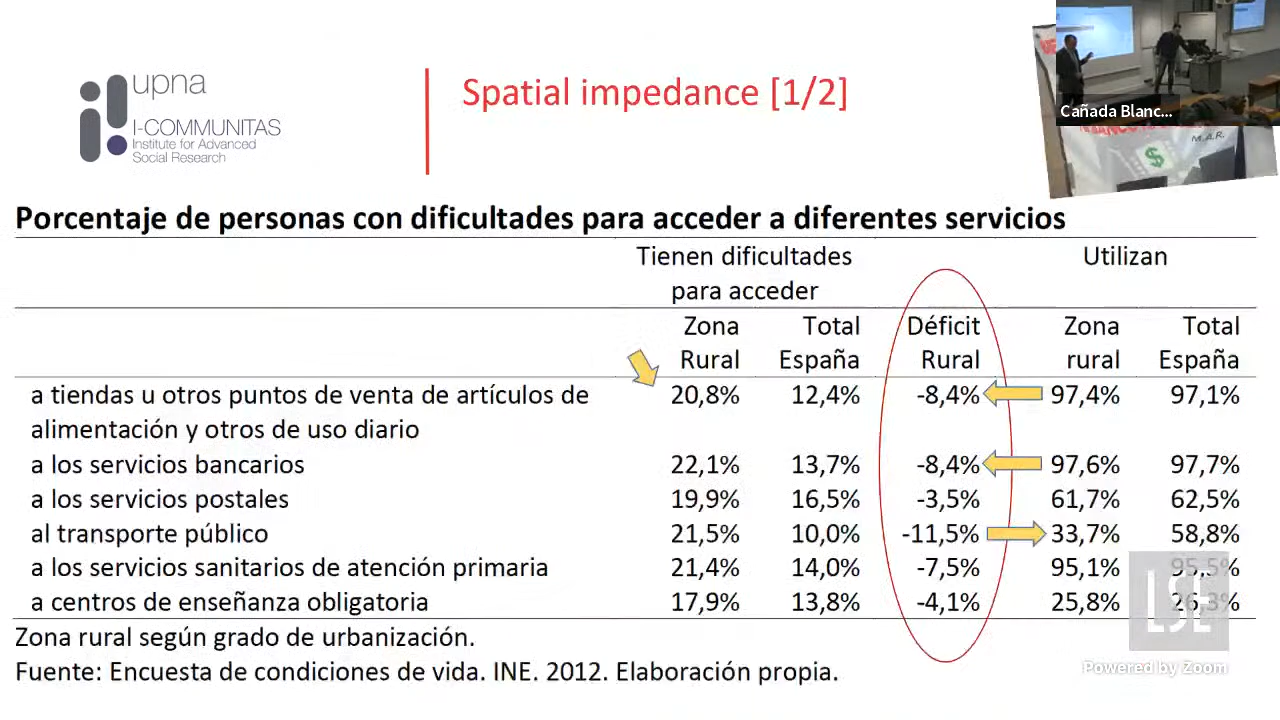 upna
I-COMMUNITAS
Institute for Advanced
Social Research
Spatial impedance [1/2]
Cañada Blanc...
M.A.R.
$
Porcentaje de personas con dificultades para acceder a diferentes servicios
Tienen dificultades para acceder Utilizan
Zona Rural Total España Déficit Rural Zona rural Total España
a tiendas u otros puntos de venta de artículos de 20,8% 12,4% -8,4% 97,4% 97,1%
alimentación y otros de uso diario
a los servicios bancarios 22,1% 13,7% -8,4% 97,6% 97,7%
a los servicios postales 19,9% 16,5% -3,5% 61,7% 62,5%
al transporte público 21,5% 10,0% -11,5% 33,7% 58,8%
a los servicios sanitarios de atención primaria 21,4% 14,0% -7,5% 95,1% 95,5%
a centros de enseñanza obligatoria 17,9% 13,8% -4,1% 25,8% 26,3%
Zona rural según grado de urbanización.
Fuente: Encuesta de condiciones de vida. INE. 2012. Elaboración propia.
LSE
Powered by Zoom